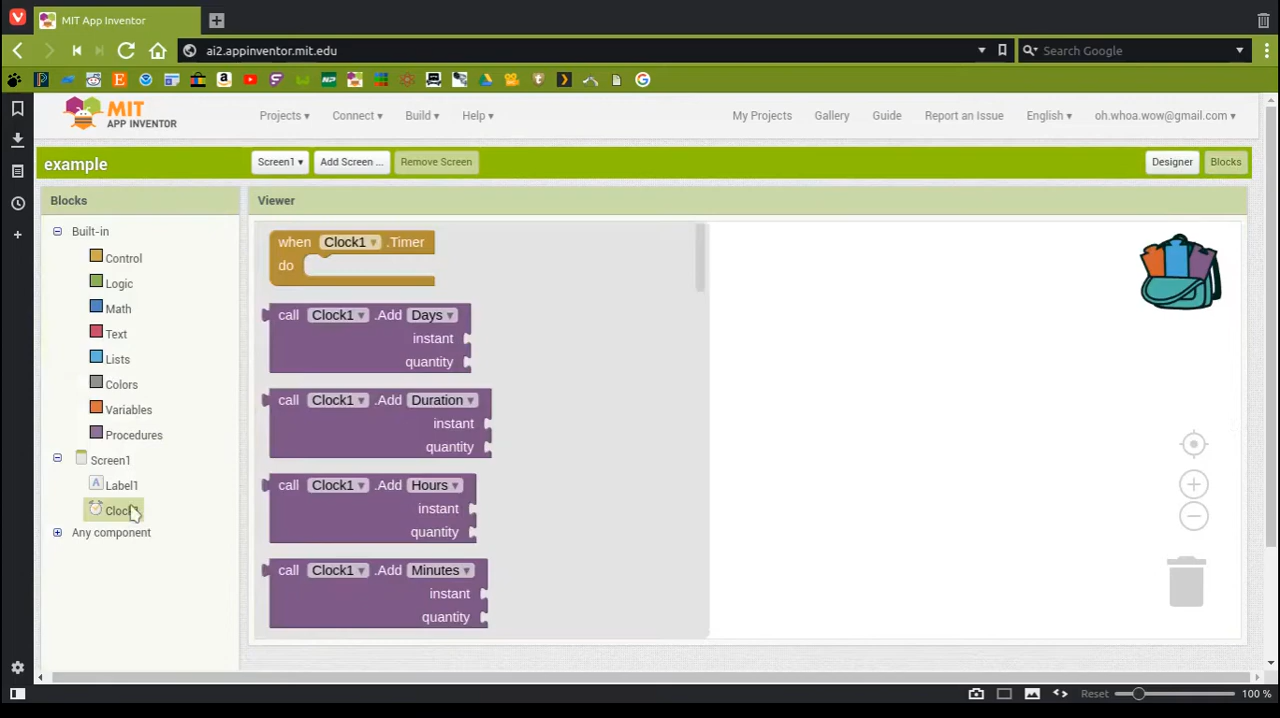 MIT App Inventor
ai2.appinventor.mit.edu
Search Google
MIT
APP INVENTOR
Projects ▾
Connect ▾
Build ▾
Help ▾
My Projects
Gallery
Guide
Report an Issue
English ▾
oh.whoa.wow@gmail.com ▾
example
Screen1 ▾
Add Screen ...
Remove Screen
Designer
Blocks
Blocks
Viewer
Built-in
Control
Logic
Math
Text
Lists
Colors
Variables
Procedures
Screen1
Label1
Any component
when Clock1 ▾ .Timer
do
call Clock1 ▾ .Add Days ▾
instant
quantity
call Clock1 ▾ .Add Duration ▾
instant
quantity
call Clock1 ▾ .Add Hours ▾
instant
quantity
call Clock1 ▾ .Add Minutes ▾
instant
quantity
Reset
100 %